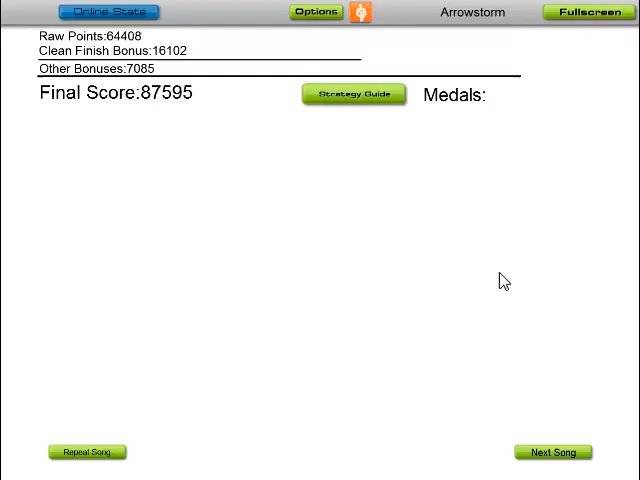 Online Stats
Options
Arrowstorm
Fullscreen
Raw Points:64408
Clean Finish Bonus:16102
Other Bonuses:7085
Final Score:87595
Strategy Guide
Medals:
Repeat Song
Next Song